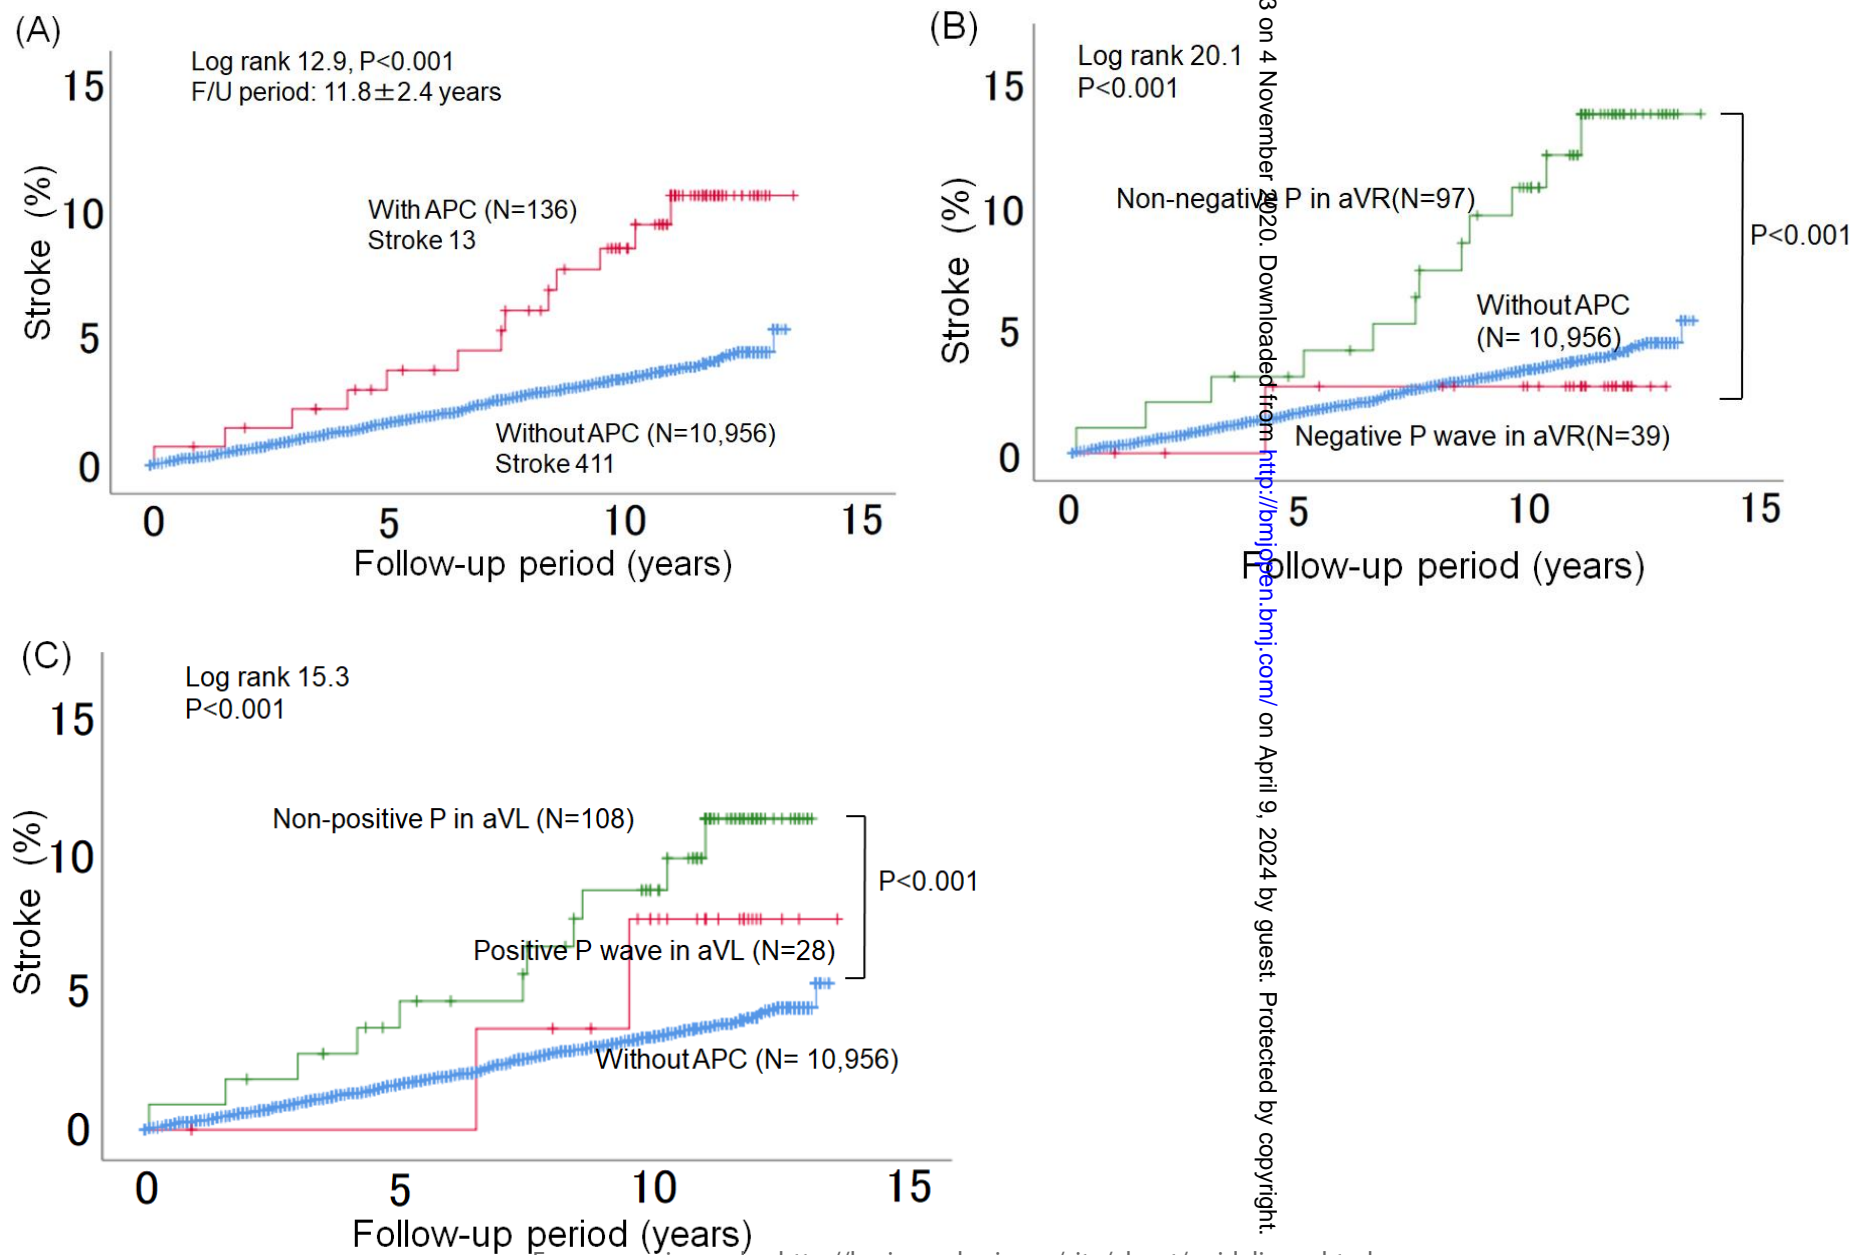 (A)
Log rank 12.9, P<0.001
F/U period: 11.8±2.4 years
15
10
5
0
Stroke (%)
With APC (N=136)
Stroke 13
Without APC (N=10,956)
Stroke 411
0 5 10 15
Follow-up period (years)
(B)
Log rank 20.1
P<0.001
15
10
5
0
Stroke (%)
Non-negative P in aVR(N=97)
Without APC
(N= 10,956)
Negative P wave in aVR(N=39)
P<0.001
0 5 10 15
Follow-up period (years)
(C)
Log rank 15.3
P<0.001
15
10
5
0
Stroke (%)
Non-positive P in aVL (N=108)
Positive P wave in aVL (N=28)
Without APC (N= 10,956)
P<0.001
0 5 10 15
Follow-up period (years)
3 on 4 November 2020. Downloaded from http://bmjopen.bmj.com/ on April 9, 2024 by guest. Protected by copyright.